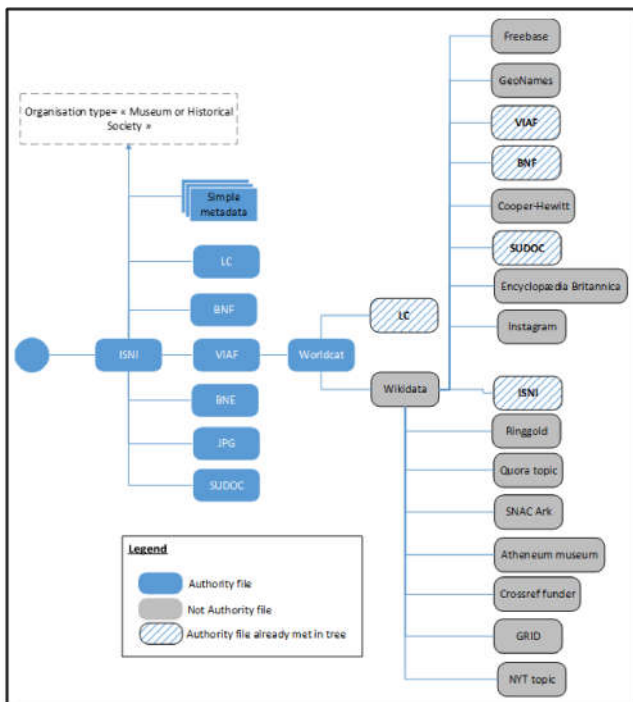 Organisation type= « Museum or Historical
Society »
Simple
metadata
LC
BNF
ISNI
VIAF
Worldcat
BNE
JPG
SUDOC
LC
Wikidata
Freebase
GeoNames
VIAF
BNF
Cooper-Hewitt
SUDOC
Encyclopædia Britannica
Instagram
ISNI
Ringgold
Quora topic
SNAC Ark
Atheneum museum
Crossref funder
GRID
NYT topic
Legend
Authority file
Not Authority file
Authority file already met in tree